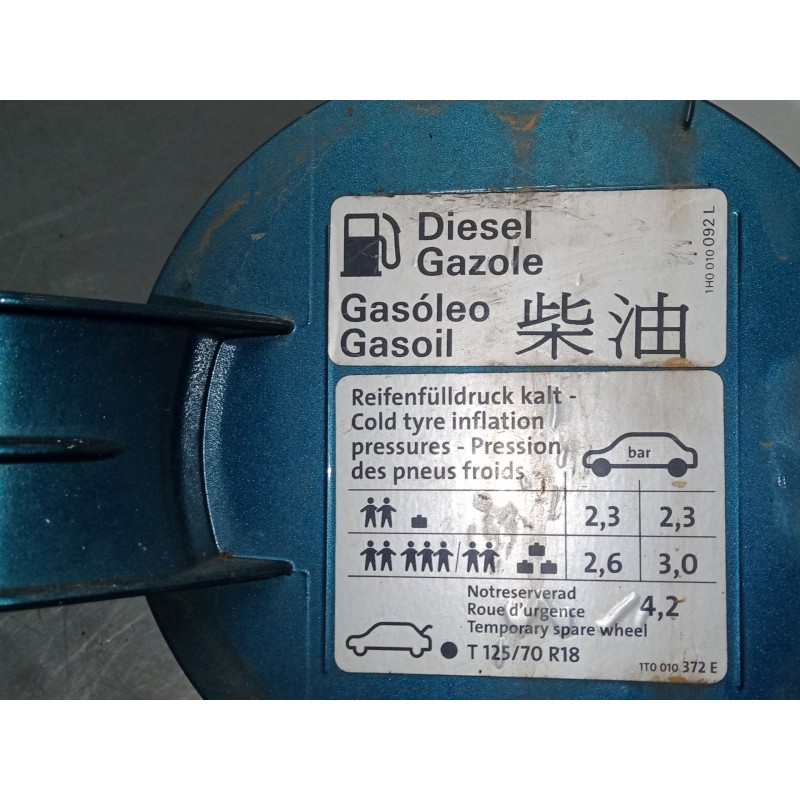 Diesel
Gazole
Gasóleo
Gasoil
柴油
1H0 010 092 L
Reifenfülldruck kalt -
Cold tyre inflation
pressures - Pression
des pneus froids
bar
2,3 2,3
2,6 3,0
Notreserverad
Roue d'urgence 4,2
Temporary spare wheel
T 125/70 R18
1T0 010 372 E